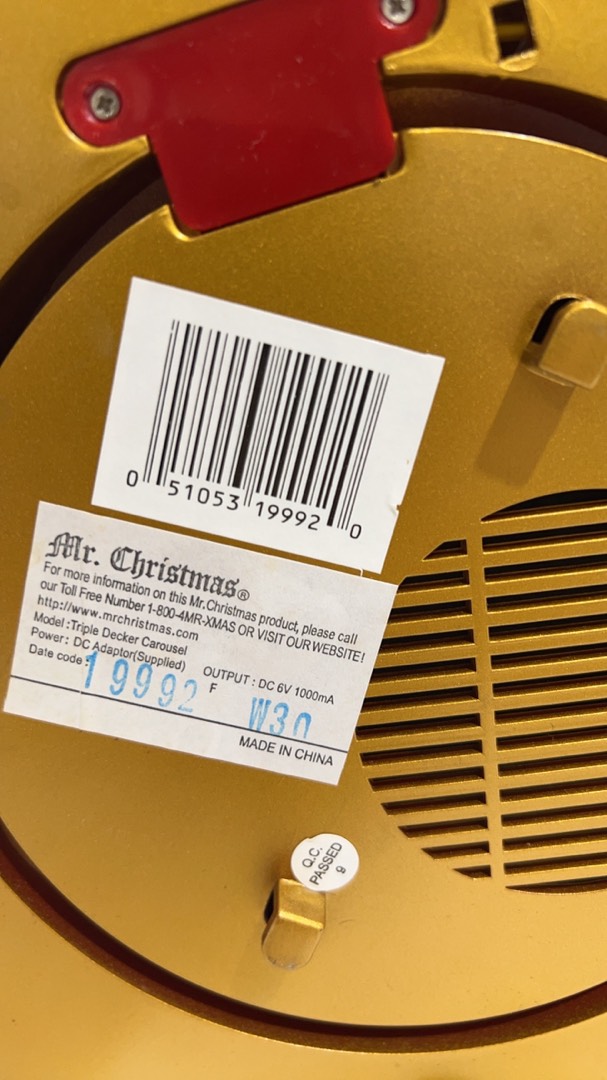 0 51053 19992 0
Mr. Christmas®
For more information on this Mr.Christmas product, please call
our Toll Free Number 1-800-4MR-XMAS OR VISIT OUR WEBSITE!
http://www.mrchristmas.com
Model :Triple Decker Carousel
Power: DC Adaptor(Supplied) OUTPUT : DC 6V 1000mA
Date code: 19992 F W30
MADE IN CHINA
Q.C.
PASSED
9